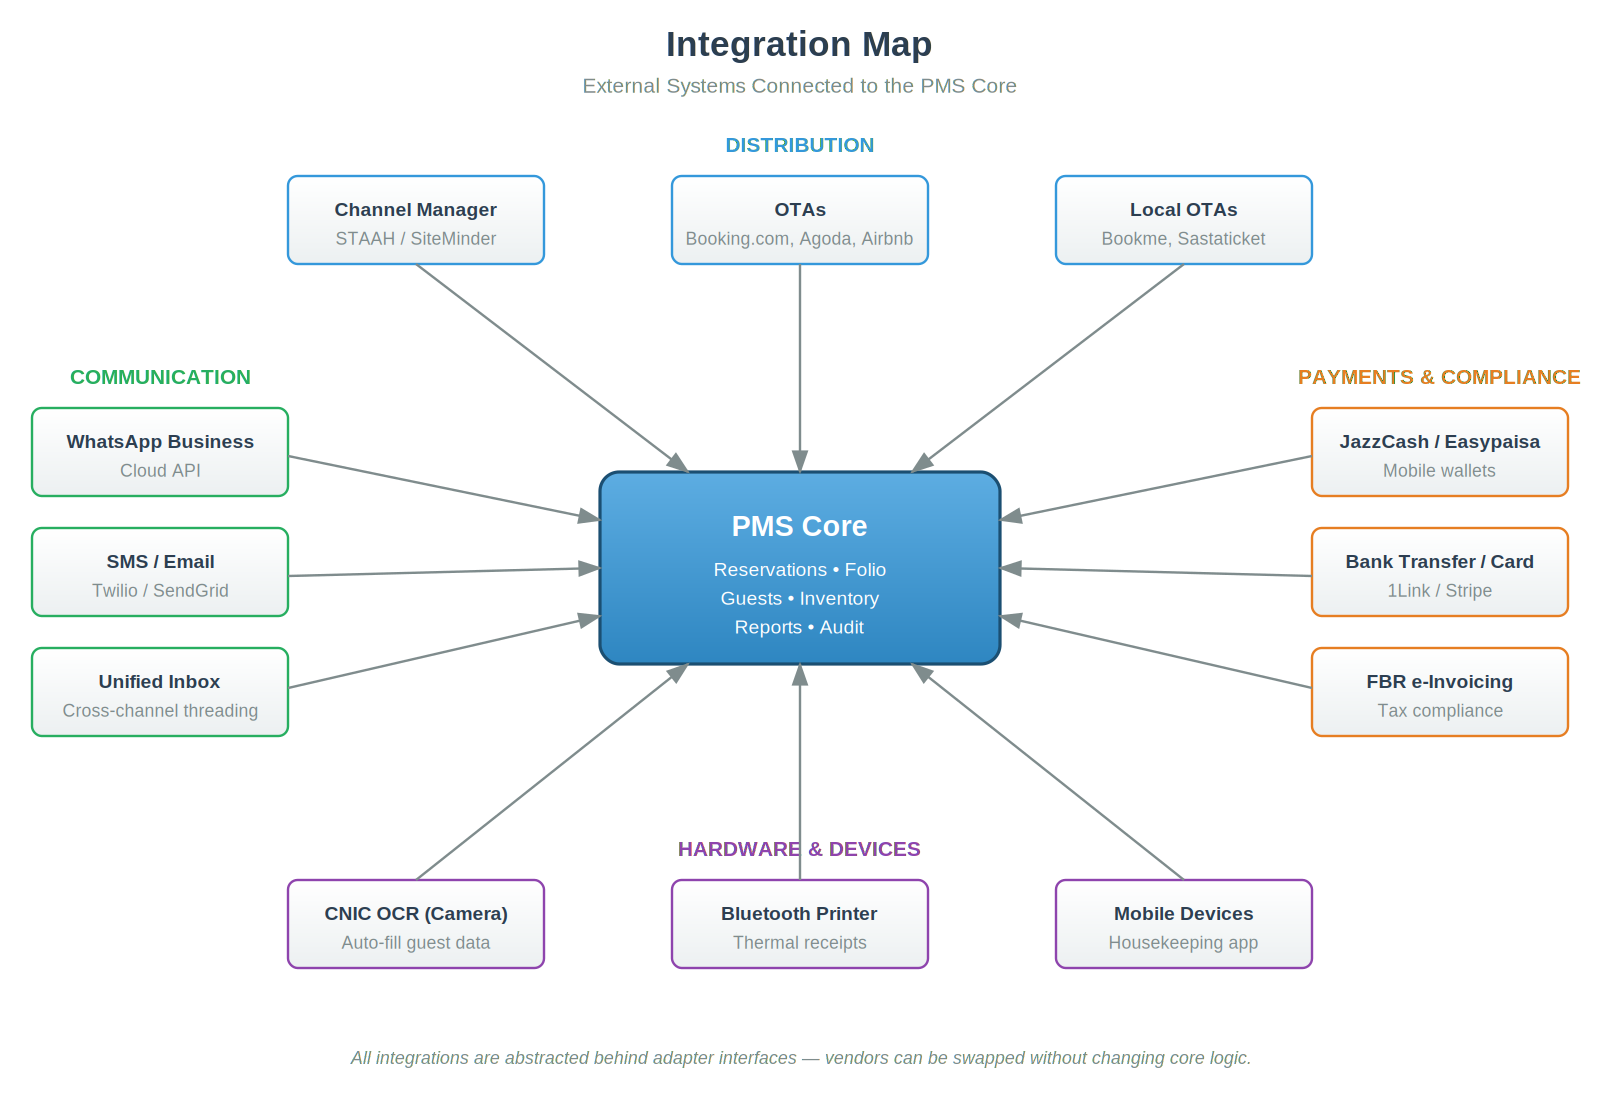 Integration Map
External Systems Connected to the PMS Core
DISTRIBUTION
Channel Manager
STAAH / SiteMinder
OTAs
Booking.com, Agoda, Airbnb
Local OTAs
Bookme, Sastaticket
COMMUNICATION
WhatsApp Business
Cloud API
SMS / Email
Twilio / SendGrid
Unified Inbox
Cross-channel threading
PMS Core
Reservations • Folio
Guests • Inventory
Reports • Audit
PAYMENTS & COMPLIANCE
JazzCash / Easypaisa
Mobile wallets
Bank Transfer / Card
1Link / Stripe
FBR e-Invoicing
Tax compliance
HARDWARE & DEVICES
CNIC OCR (Camera)
Auto-fill guest data
Bluetooth Printer
Thermal receipts
Mobile Devices
Housekeeping app
All integrations are abstracted behind adapter interfaces — vendors can be swapped without changing core logic.